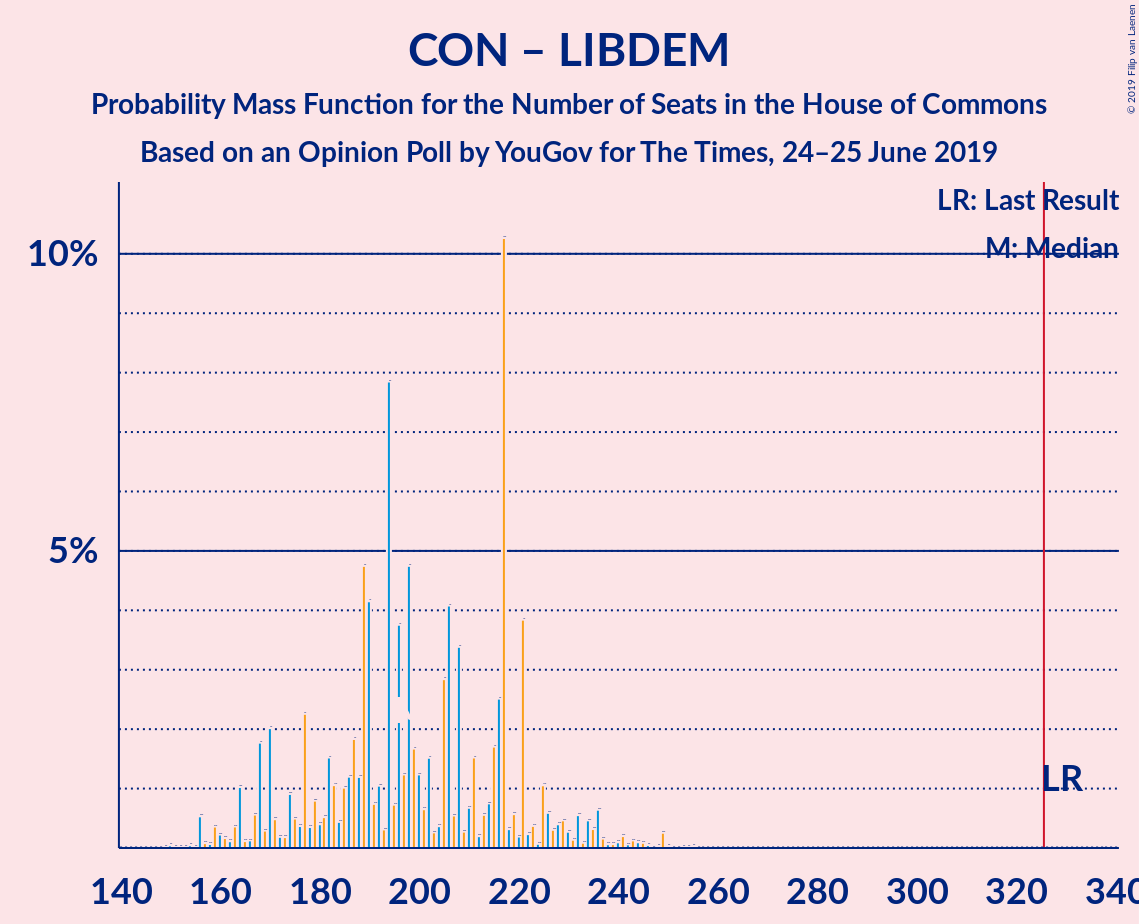 CON – LIBDEM
Probability Mass Function for the Number of Seats in the House of Commons
Based on an Opinion Poll by YouGov for The Times, 24–25 June 2019
© 2019 Filip van Laenen
LR: Last Result
M: Median
10%
5%
LR
140 160 180 200 220 240 260 280 300 320 340